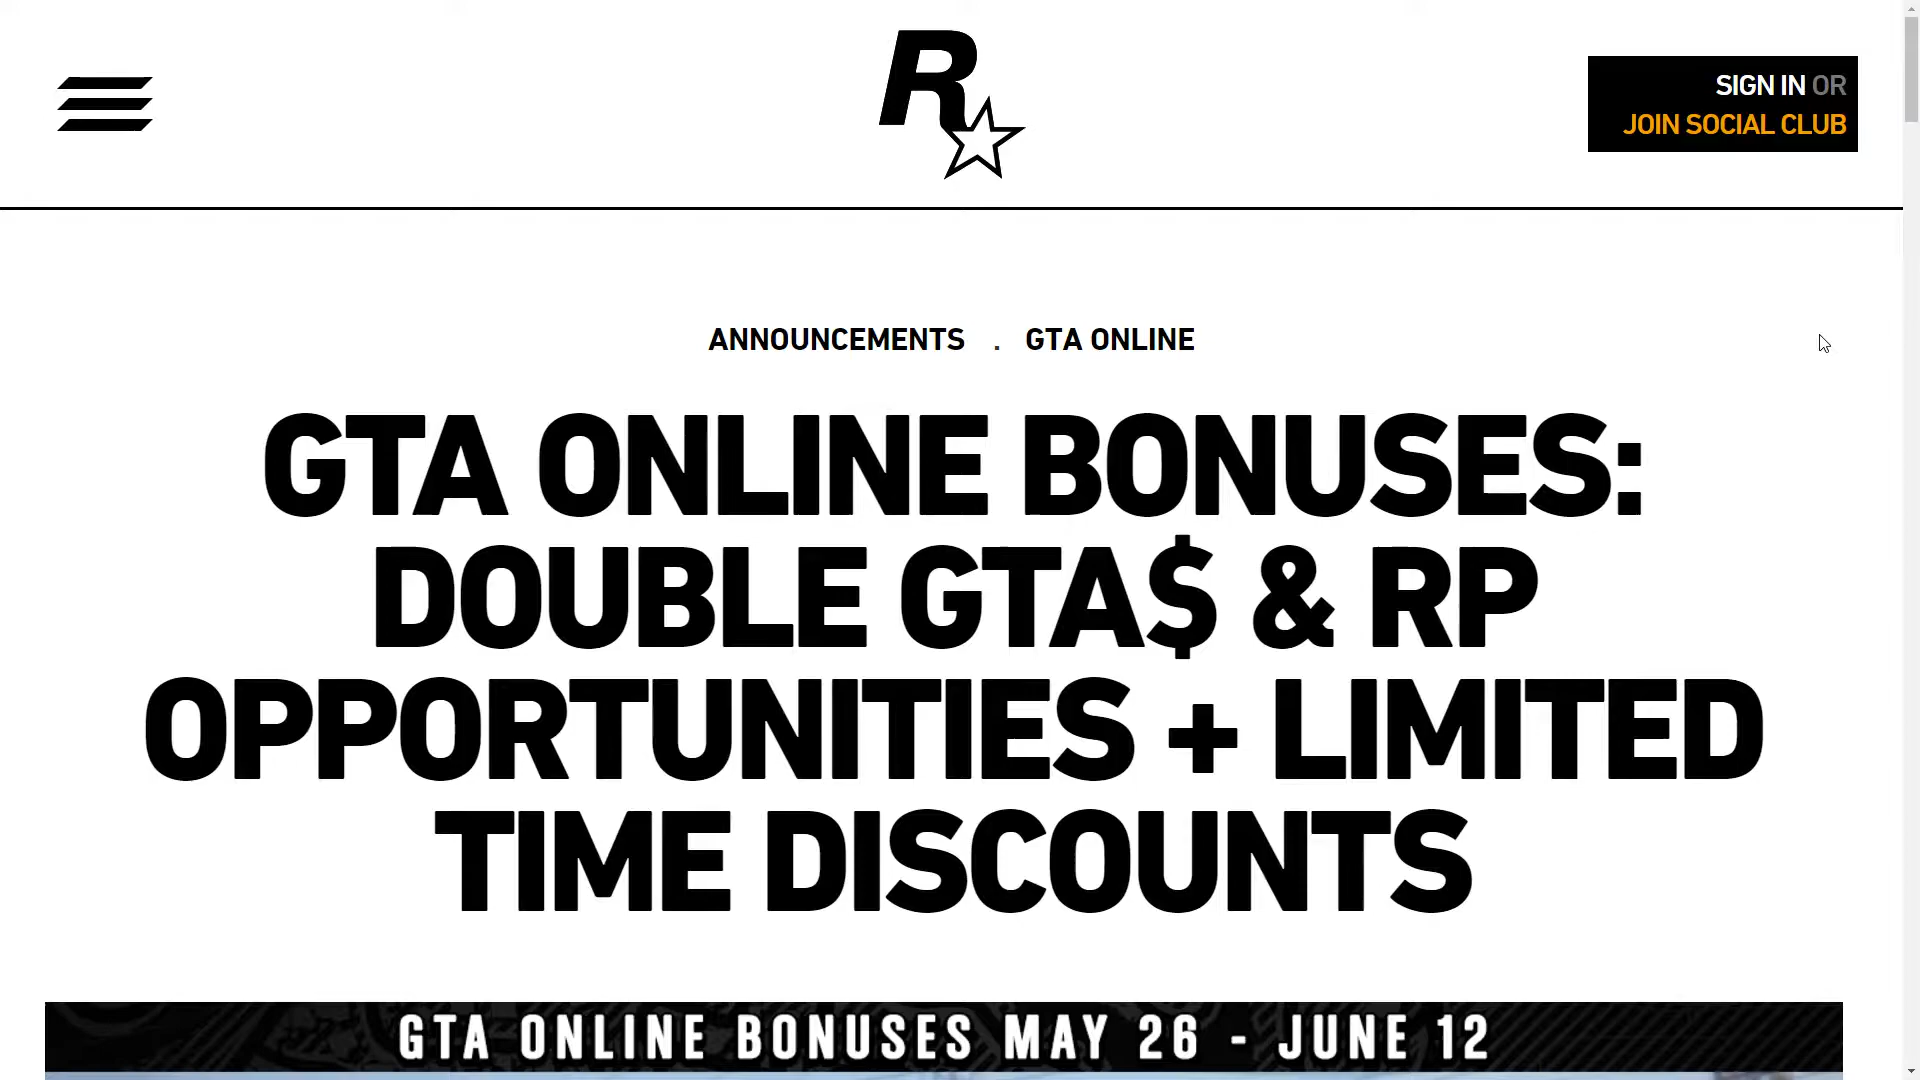 R
SIGN IN OR
JOIN SOCIAL CLUB
ANNOUNCEMENTS . GTA ONLINE
GTA ONLINE BONUSES:
DOUBLE GTA$ & RP
OPPORTUNITIES + LIMITED
TIME DISCOUNTS
GTA ONLINE BONUSES MAY 26 - JUNE 12